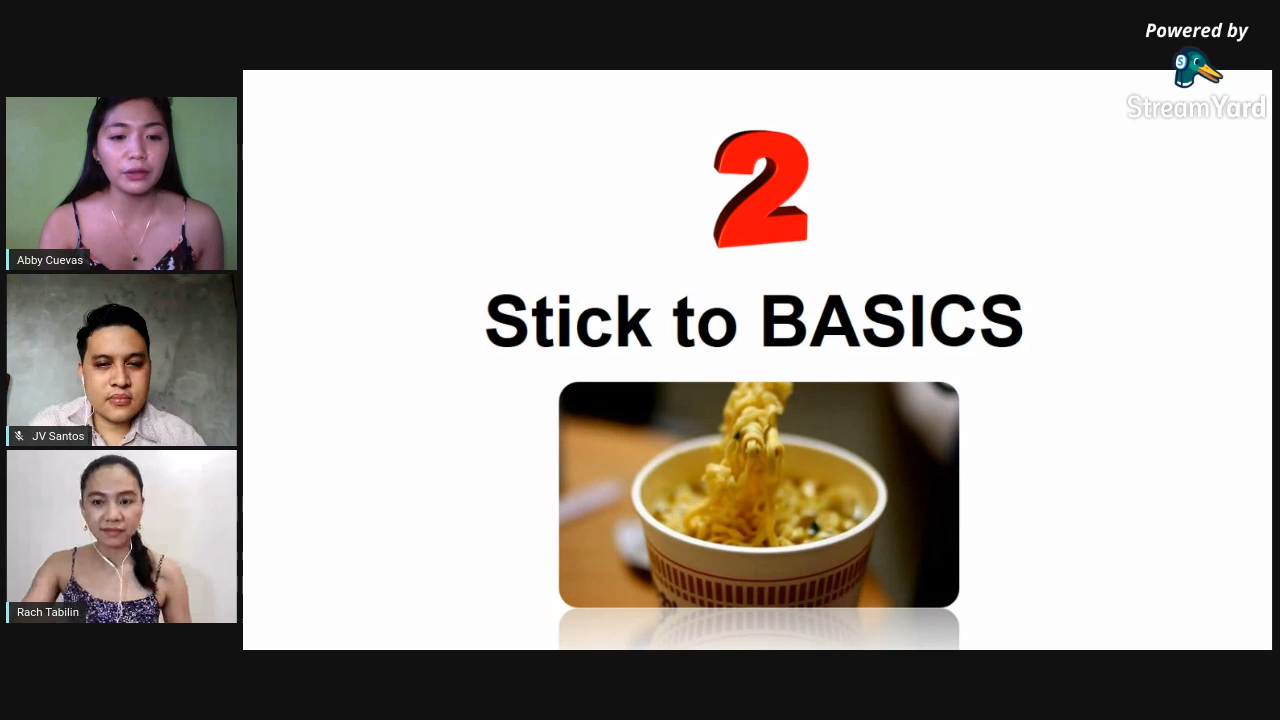 Powered by
StreamYard
Abby Cuevas
JV Santos
Rach Tabilin
2
Stick to BASICS